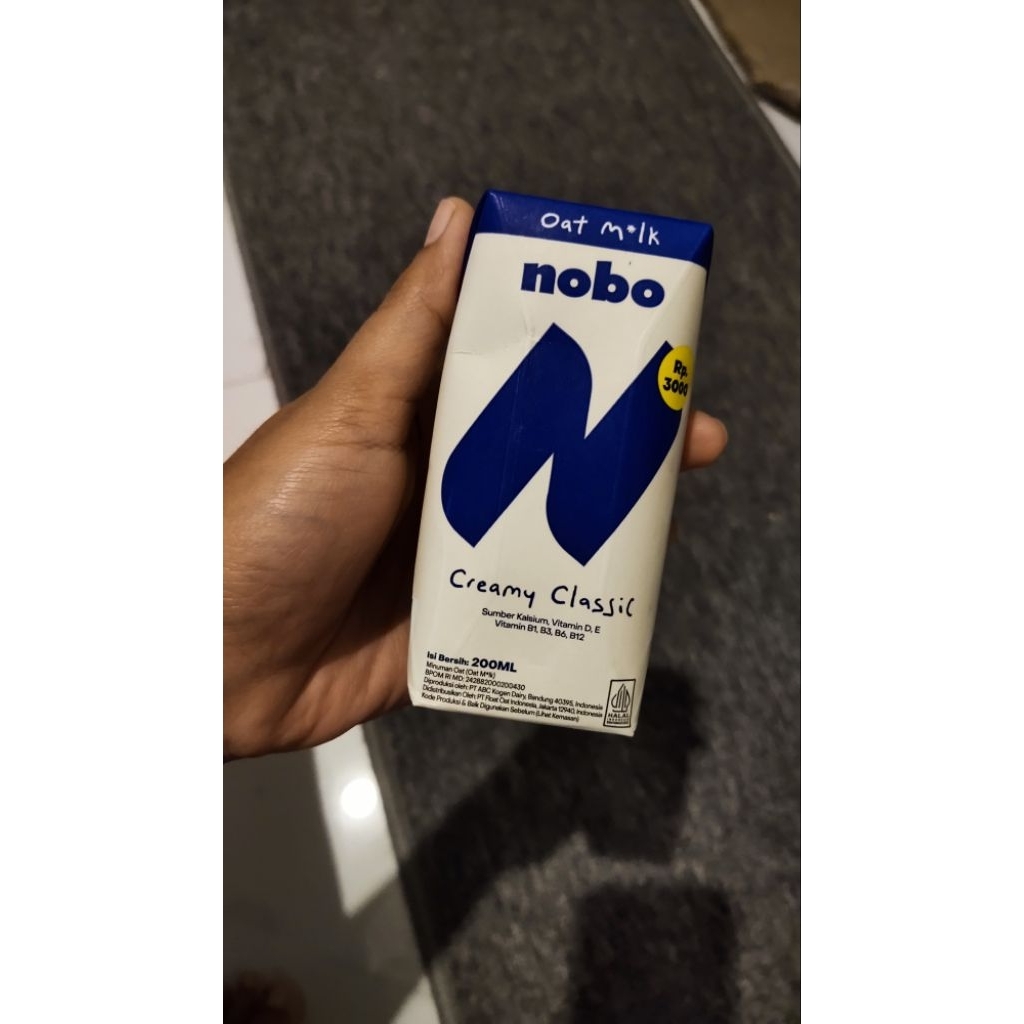 Oat M*lk
nobo
Rp.
3000
Creamy Classic
Sumber Kalsium, Vitamin D, E
Vitamin B1, B3, B6, B12
Isi Bersih: 200ML
Minuman Oat (Oat M*lk)
BPOM RI MD: 242882000200430
Diproduksi oleh: PT ABC Kogen Dairy, Bandung 40395, Indonesia
Didistribusikan Oleh: PT Float Oat Indonesia, Jakarta 12940, Indonesia
Kode Produksi & Baik Digunakan Sebelum (Lihat Kemasan)
HALAL
INDONESIA